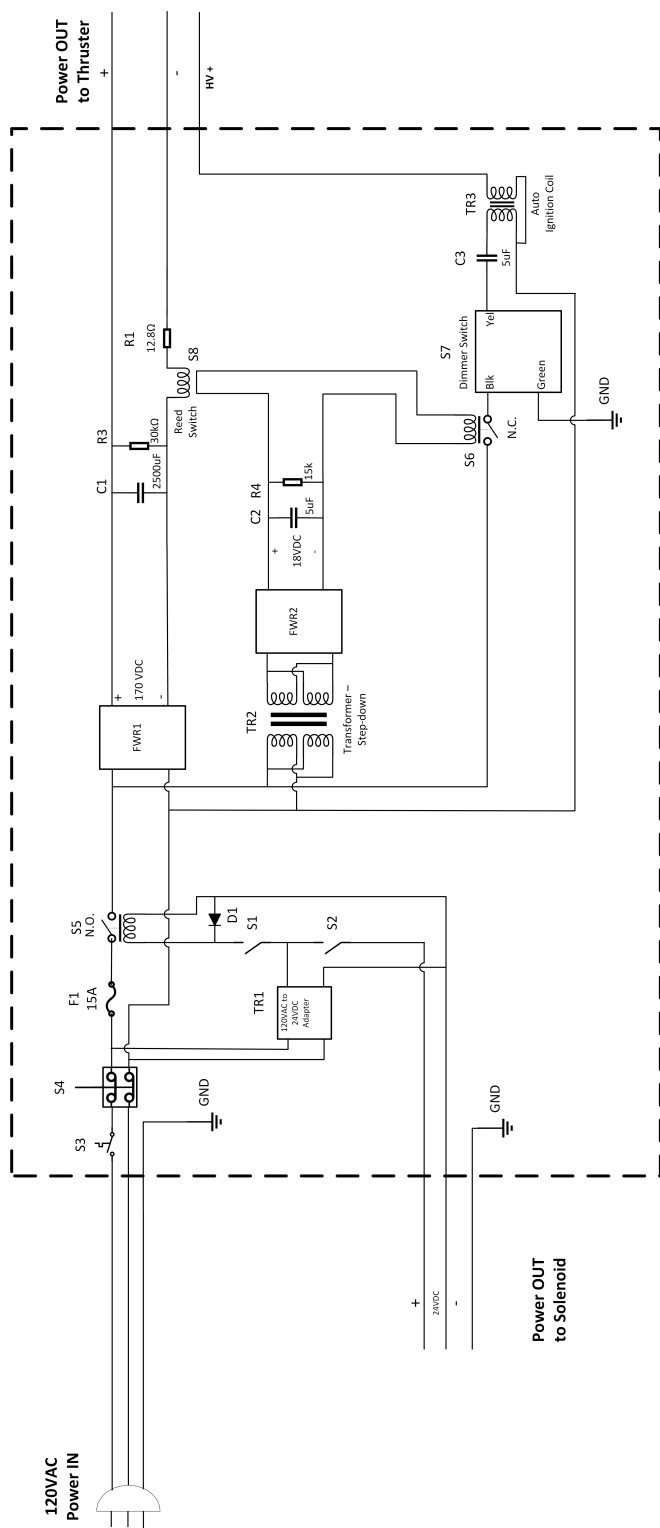 120VAC
Power IN
S3
S4
GND
F1
15A
S5
N.O.
TR1
120VAC to
24VDC
Adapter
D1
S1
S2
+
24VDC
-
GND
Power OUT
to Solenoid
FWR1
+
170 VDC
-
TR2
Transformer –
Step-down
FWR2
+
18VDC
-
C2
5uF
R4
15k
C1
2500uF
R3
30kΩ
Reed
Switch
S8
R1
12.8Ω
S6
N.C.
S7
Dimmer Switch
Blk
Yel
Green
GND
C3
5uF
TR3
Auto
Ignition Coil
Power OUT
to Thruster
+
-
HV +